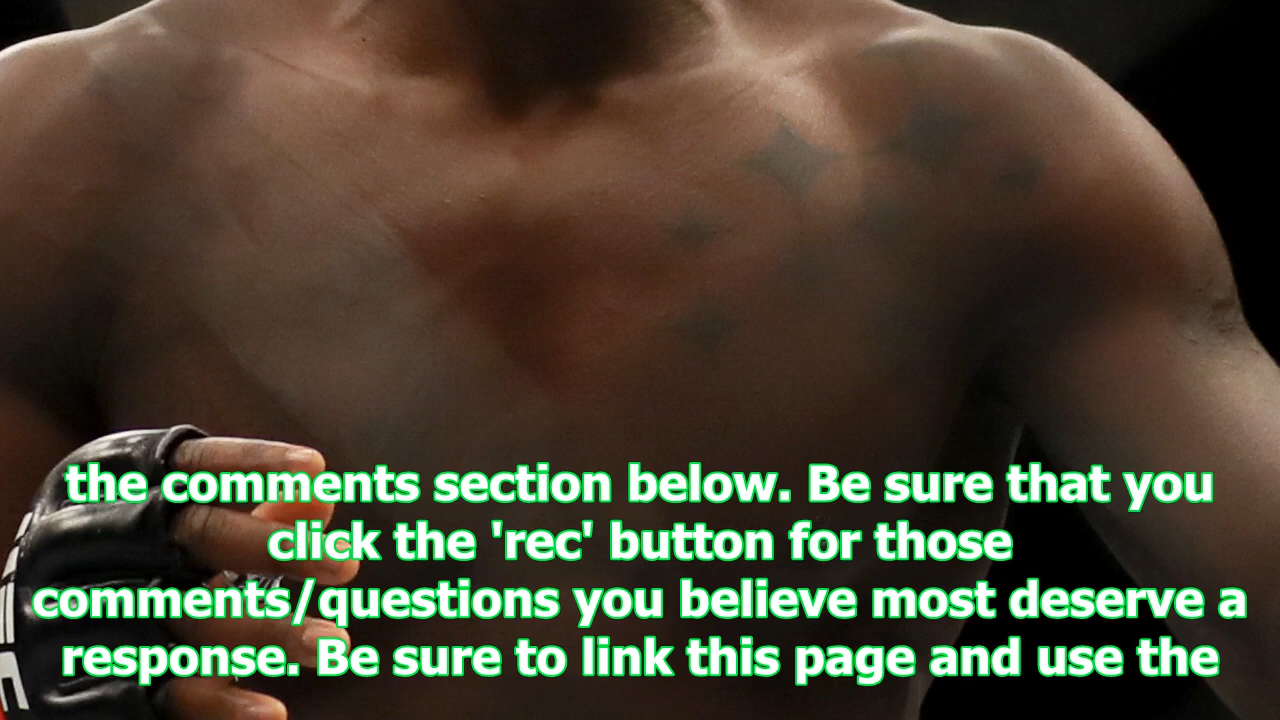 the comments section below. Be sure that you
click the 'rec' button for those
comments/questions you believe most deserve a
response. Be sure to link this page and use the